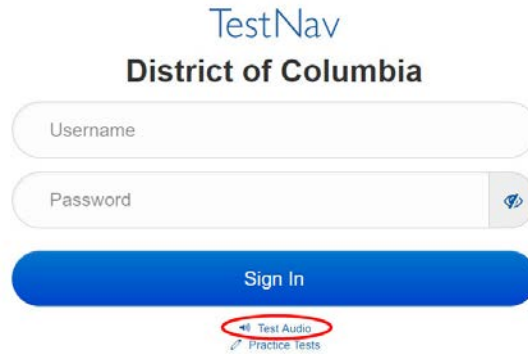 TestNav
District of Columbia
Username
Password
Sign In
Test Audio
Practice Tests